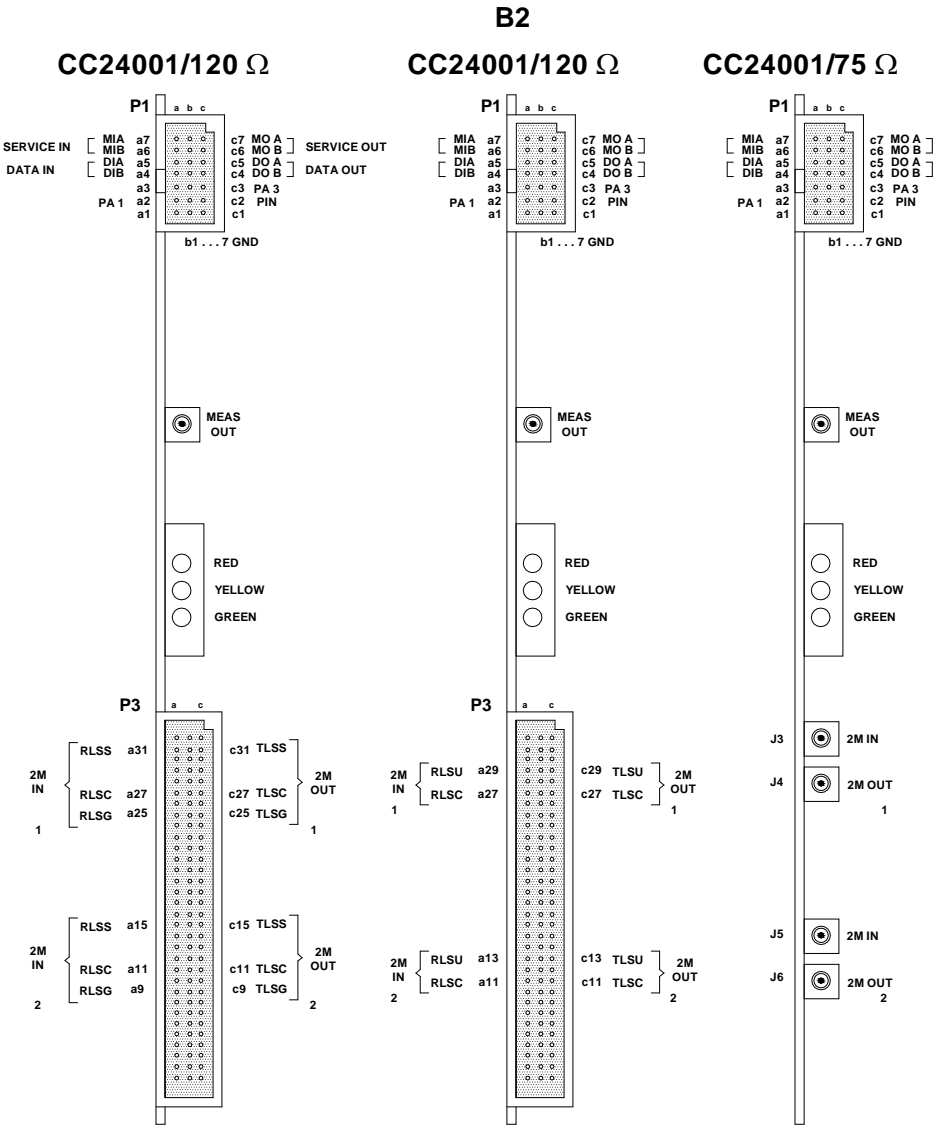 B2
CC24001/120 Ω
P1
a b c
SERVICE IN
DATA IN
MIA a7
MIB a6
DIA a5
DIB a4
a3
PA 1 a2
a1
c7 MO A
c6 MO B
c5 DO A
c4 DO B
c3 PA 3
c2 PIN
c1
SERVICE OUT
DATA OUT
b1 . . . 7 GND
MEAS
OUT
RED
YELLOW
GREEN
P3
a c
2M
IN
1
RLSS a31
RLSC a27
RLSG a25
c31 TLSS
c27 TLSC
c25 TLSG
2M
OUT
1
2M
IN
2
RLSS a15
RLSC a11
RLSG a9
c15 TLSS
c11 TLSC
c9 TLSG
2M
OUT
2
CC24001/120 Ω
P1
a b c
MIA a7
MIB a6
DIA a5
DIB a4
a3
PA 1 a2
a1
c7 MO A
c6 MO B
c5 DO A
c4 DO B
c3 PA 3
c2 PIN
c1
b1 . . . 7 GND
MEAS
OUT
RED
YELLOW
GREEN
P3
a c
2M
IN
1
RLSU a29
RLSC a27
c29 TLSU
c27 TLSC
2M
OUT
1
2M
IN
2
RLSU a13
RLSC a11
c13 TLSU
c11 TLSC
2M
OUT
2
CC24001/75 Ω
P1
a b c
MIA a7
MIB a6
DIA a5
DIB a4
a3
PA 1 a2
a1
c7 MO A
c6 MO B
c5 DO A
c4 DO B
c3 PA 3
c2 PIN
c1
b1 . . . 7 GND
MEAS
OUT
RED
YELLOW
GREEN
J3 2M IN
J4 2M OUT
1
J5 2M IN
J6 2M OUT
2